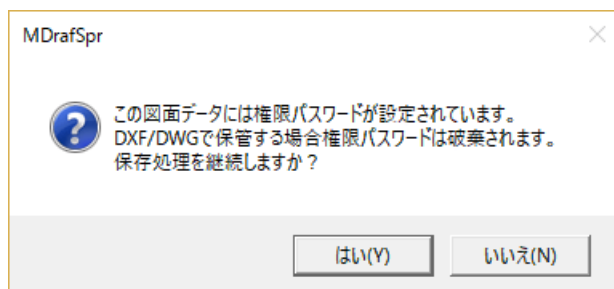 MDrafSpr
この図面データには権限パスワードが設定されています。
DXF/DWGで保管する場合権限パスワードは破棄されます。
保存処理を継続しますか？
はい(Y)
いいえ(N)